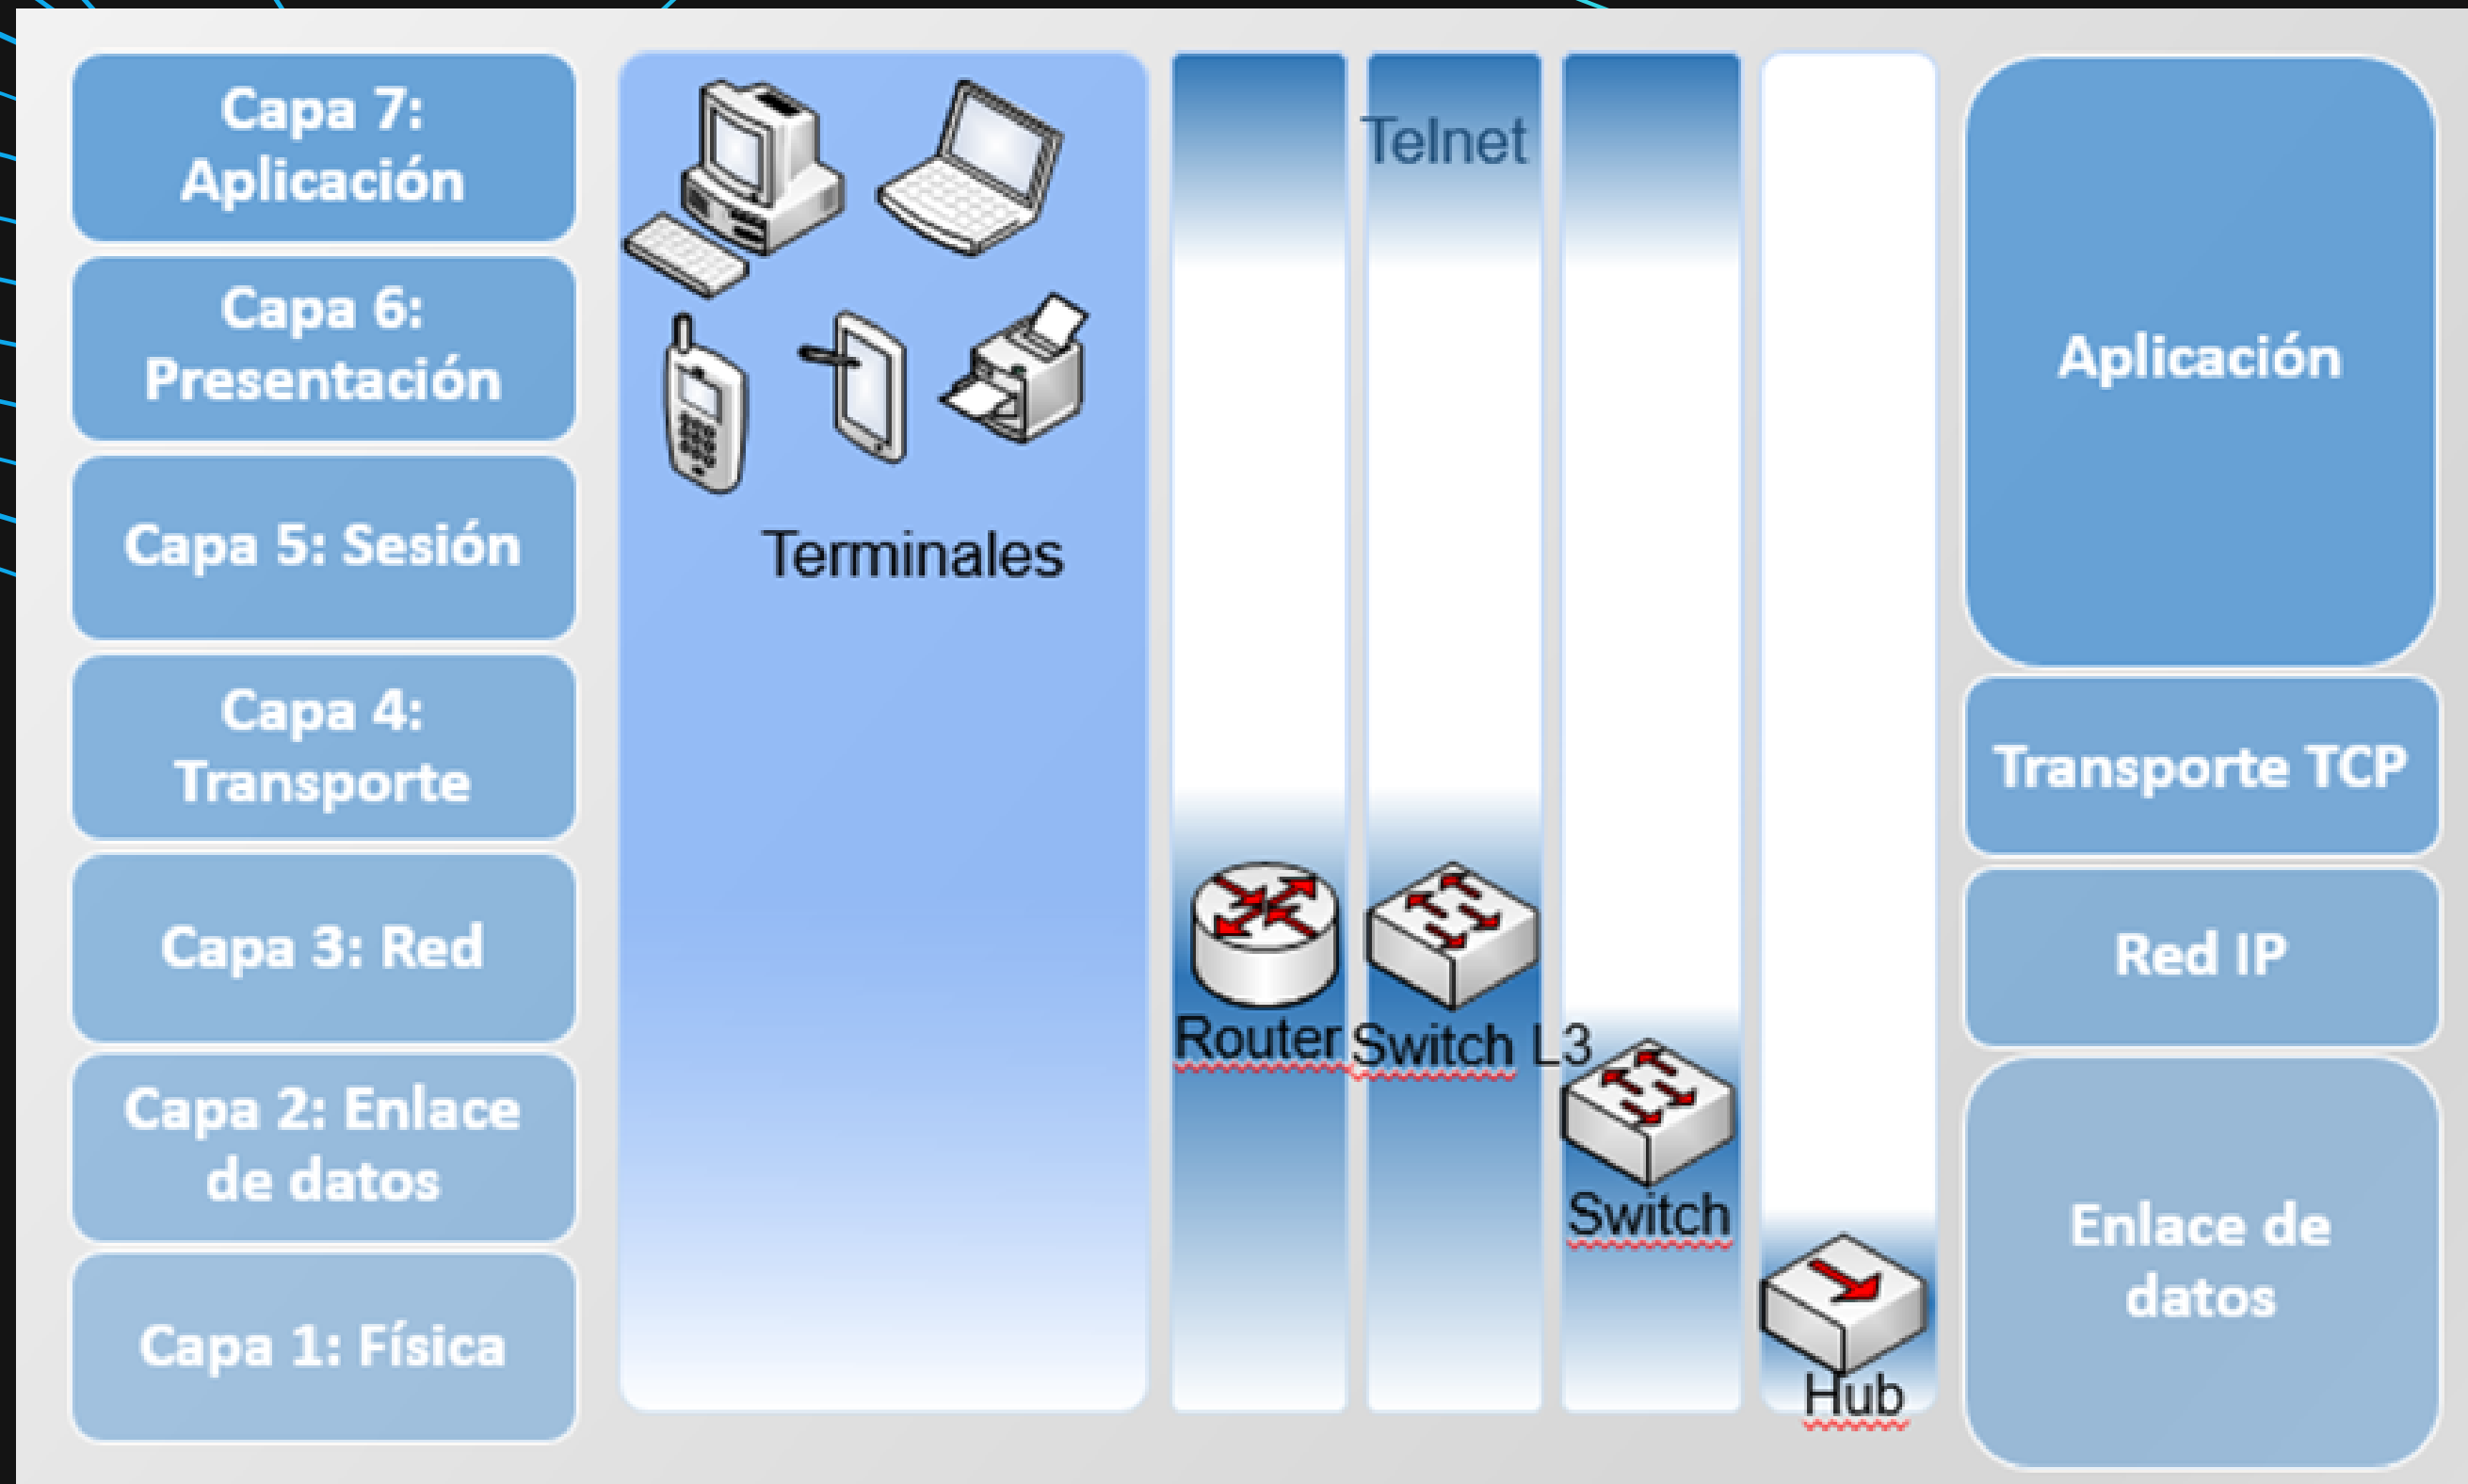 Capa 7:
Aplicación
Capa 6:
Presentación
Capa 5: Sesión
Capa 4:
Transporte
Capa 3: Red
Capa 2: Enlace
de datos
Capa 1: Física
Terminales
Telnet
Router
Switch L3
Switch
Hub
Aplicación
Transporte TCP
Red IP
Enlace de
datos